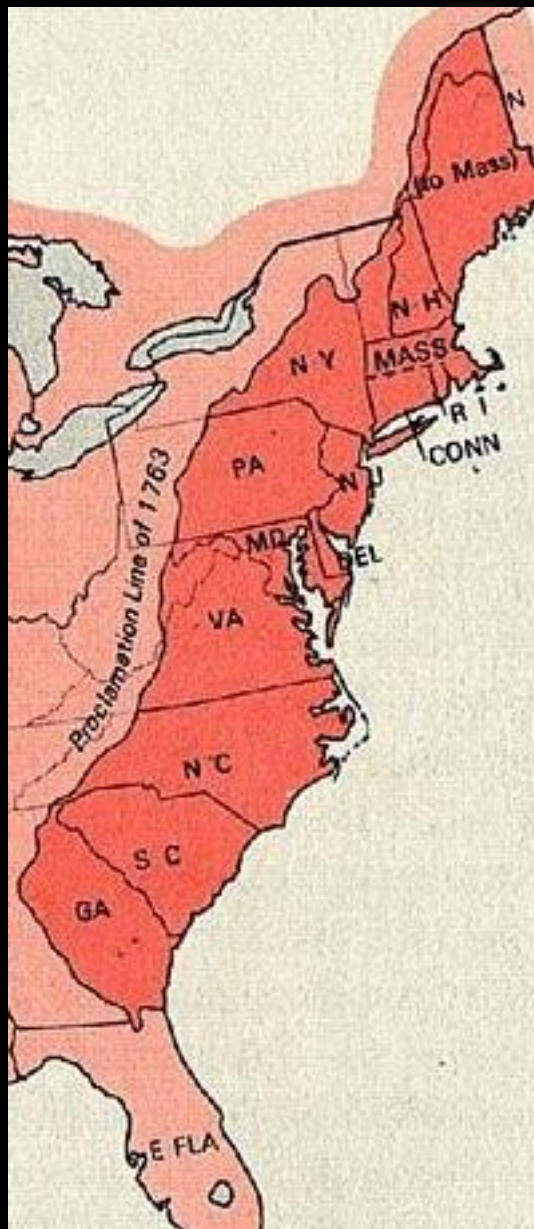 N
(to Mass)
N H
N Y
MASS
R I
CONN
PA
N J
Proclamation Line of 1763
MD
DEL
VA
N C
S C
GA
E FLA